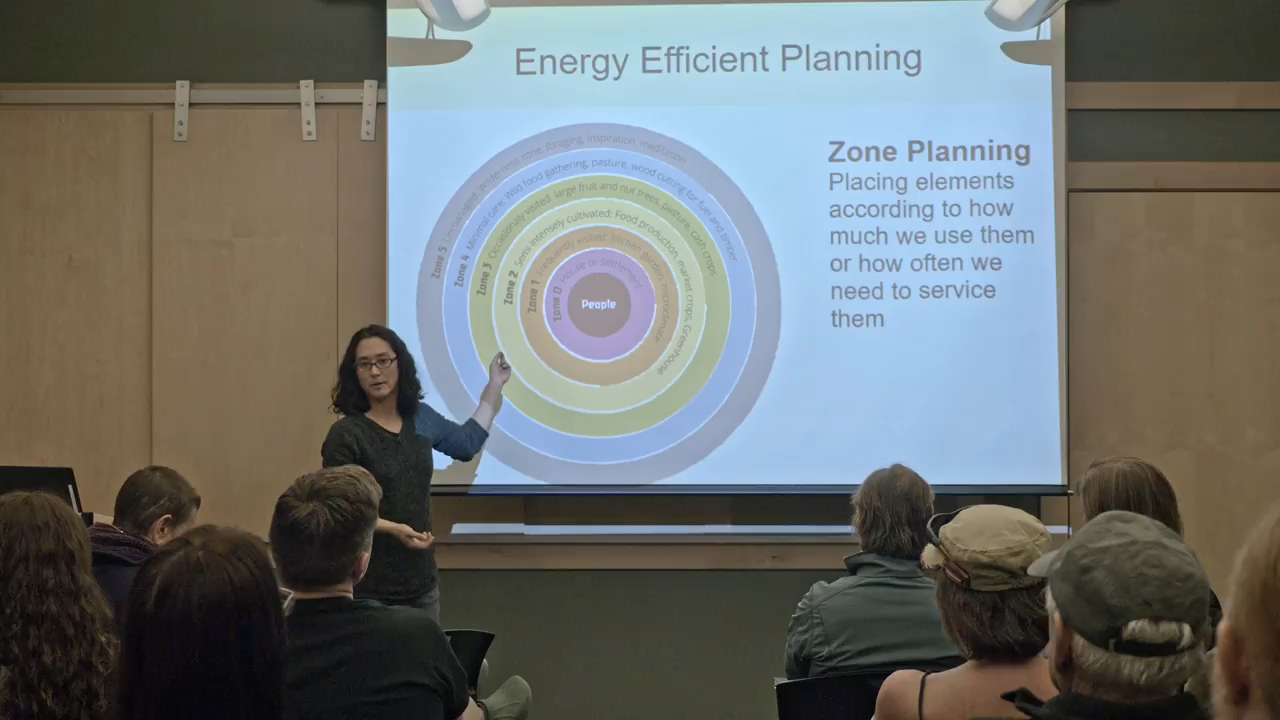 Energy Efficient Planning
Zone Planning
Placing elements
according to how
much we use them
or how often we
need to service
them
Zone 5 Unmanaged: Wilderness zone, foraging, inspiration, meditation
Zone 4 Minimal care: Wild food gathering, pasture, wood cutting for fuel and timber
Zone 3 Occasionaly visited: large fruit and nut trees, pasture, cash crops
Zone 2 Semi intensely cultivated: Food production, market crops, Greenhouse
Zone 1 Frequently visited: kitchen garden, microclimate
Zone 0 House or settlement
People